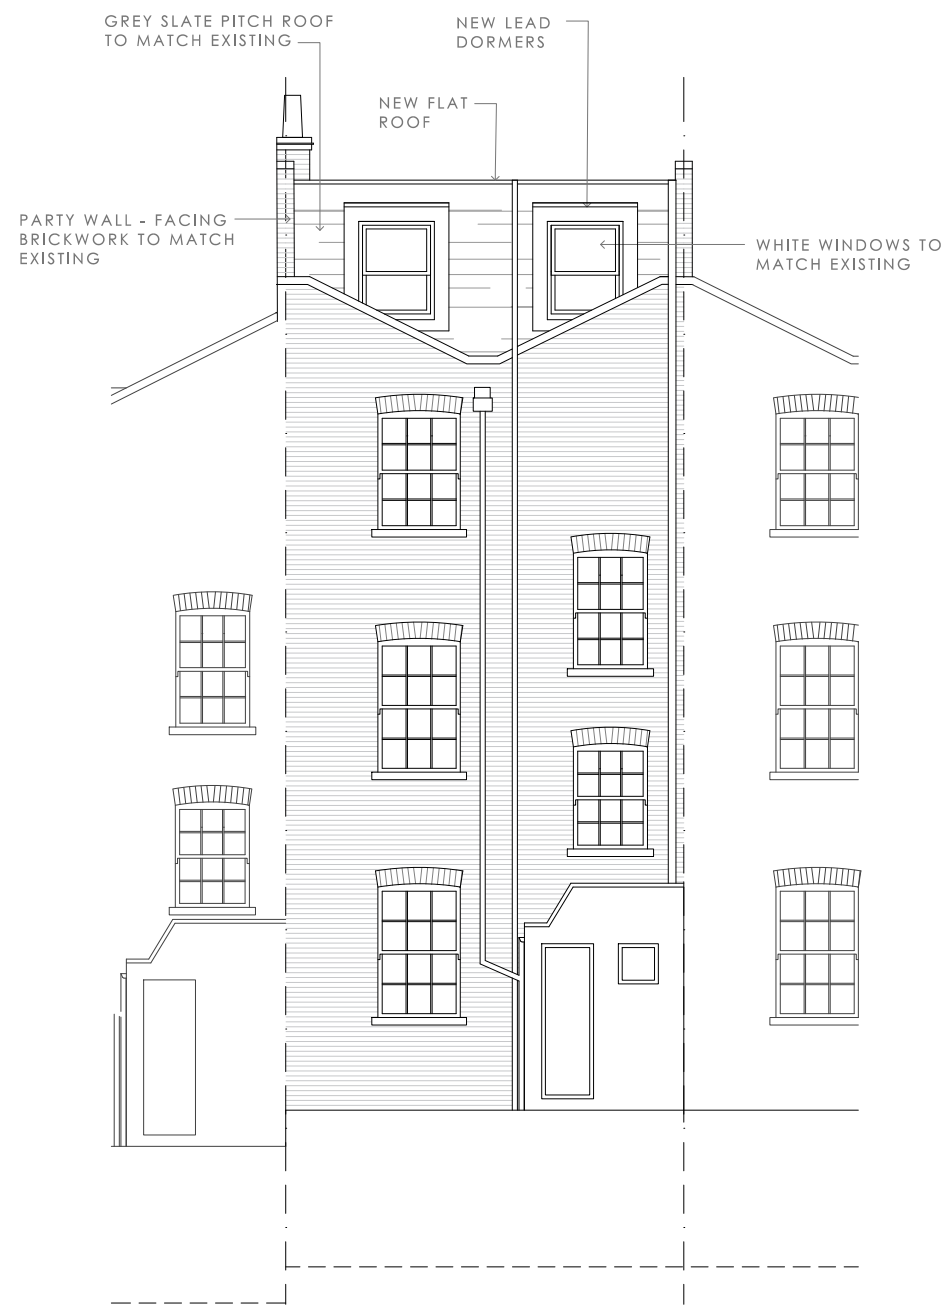 GREY SLATE PITCH ROOF
TO MATCH EXISTING
NEW LEAD
DORMERS
NEW FLAT
ROOF
PARTY WALL - FACING
BRICKWORK TO MATCH
EXISTING
WHITE WINDOWS TO
MATCH EXISTING